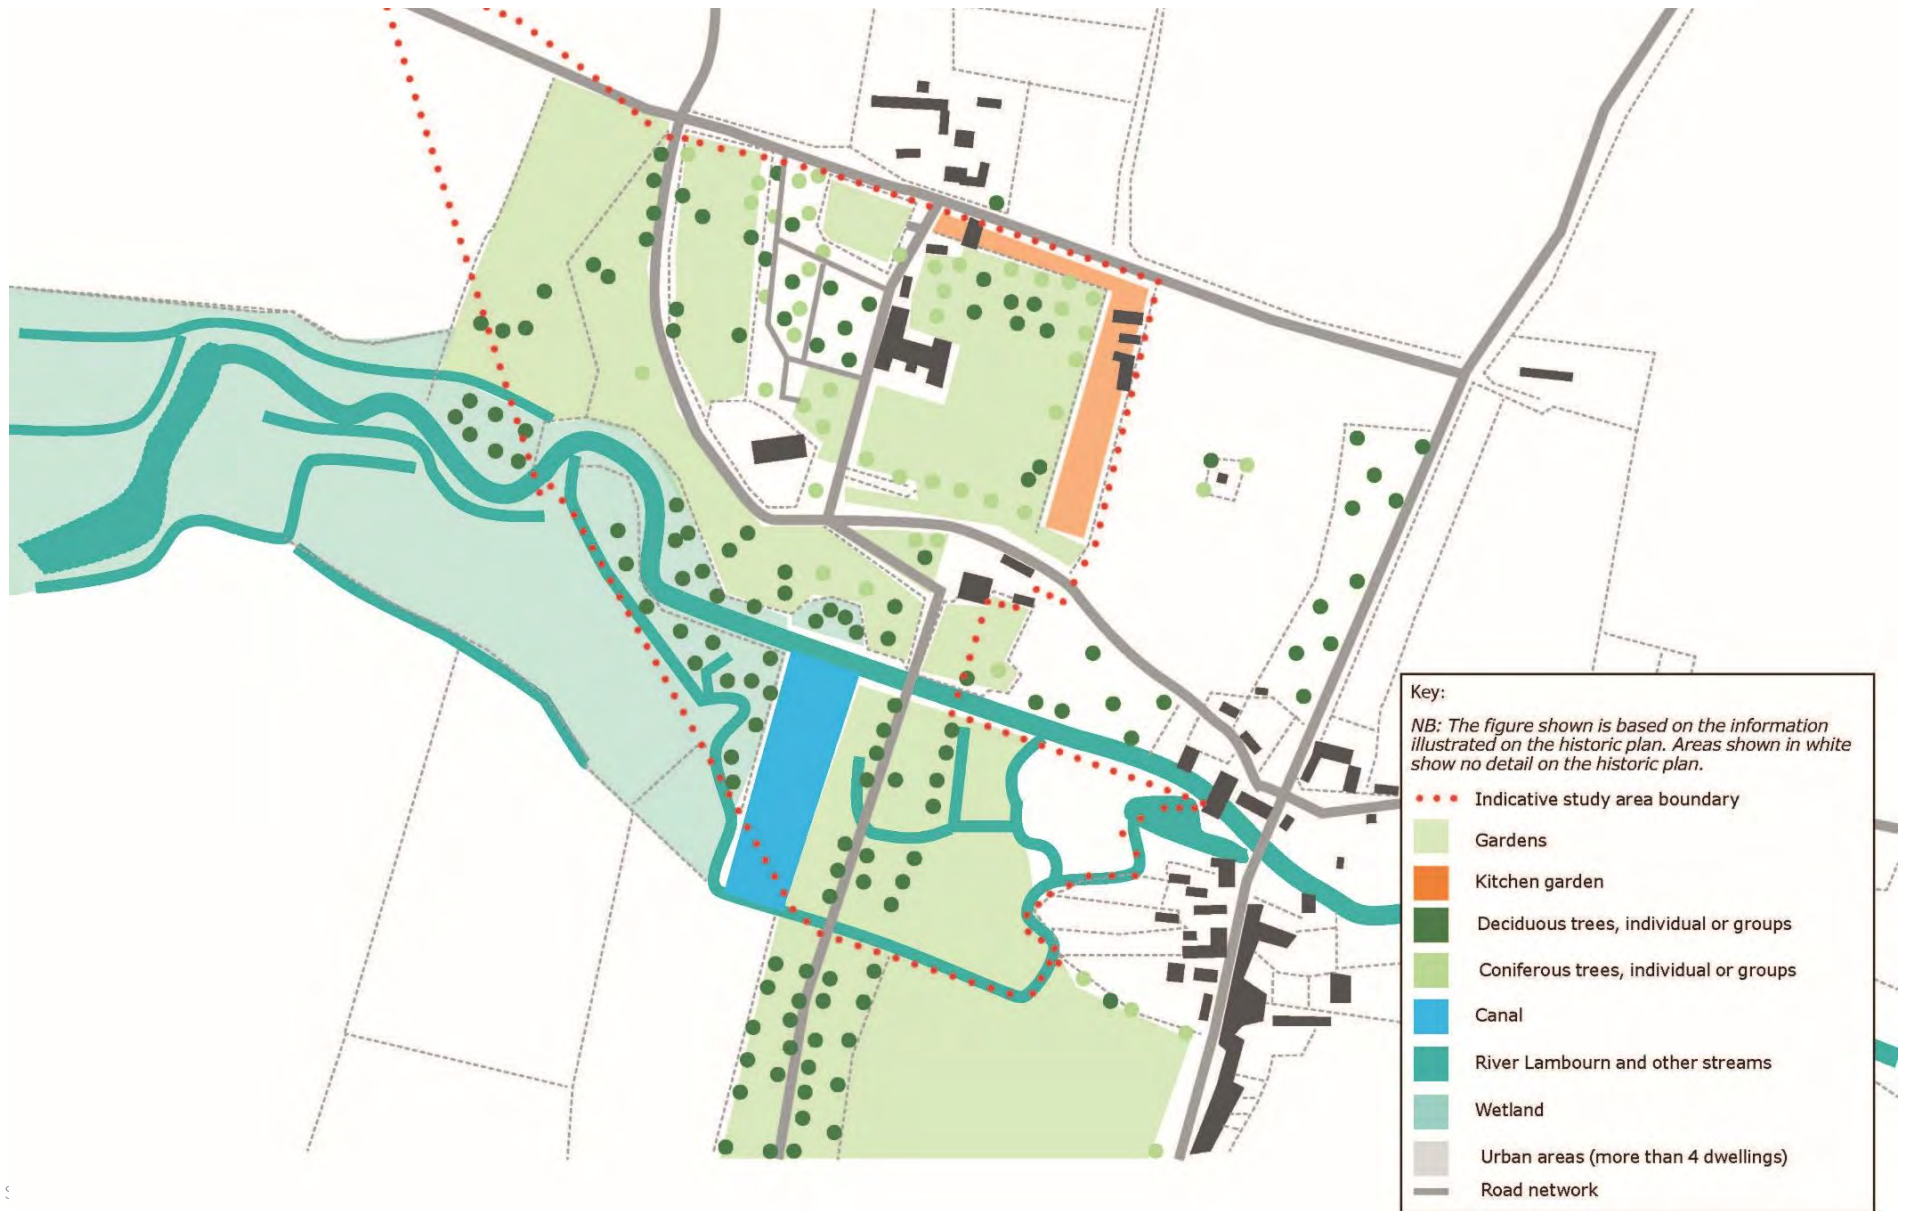 Key:
NB: The figure shown is based on the information
illustrated on the historic plan. Areas shown in white
show no detail on the historic plan.
Indicative study area boundary
Gardens
Kitchen garden
Deciduous trees, individual or groups
Coniferous trees, individual or groups
Canal
River Lambourn and other streams
Wetland
Urban areas (more than 4 dwellings)
Road network